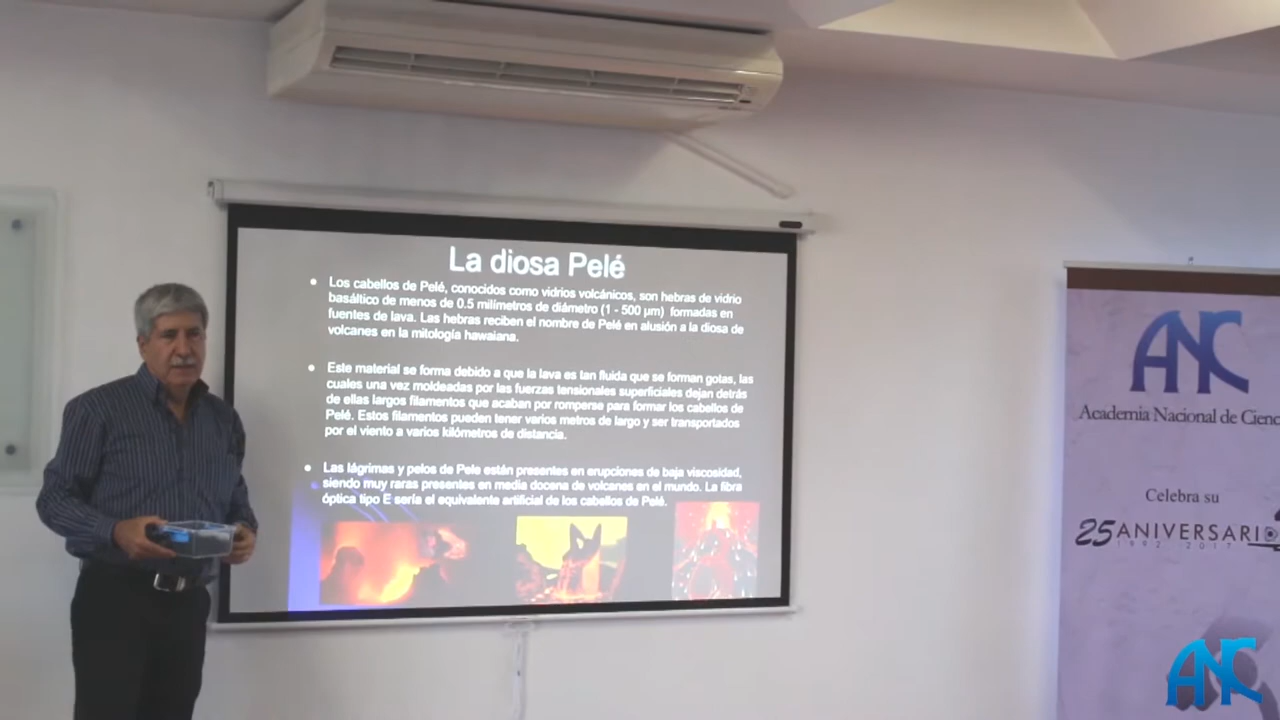 La diosa Pelé
Los cabellos de Pelé, conocidos como vidrios volcánicos, son hebras de vidrio
basáltico de menos de 0.5 milímetros de diámetro (1 - 500 μm) formadas en
fuentes de lava. Las hebras reciben el nombre de Pelé en alusión a la diosa de
volcanes en la mitología hawaiana.
Este material se forma debido a que la lava es tan fluida que se forman gotas, las
cuales una vez moldeadas por las fuerzas tensionales superficiales dejan detrás
de ellas largos filamentos que acaban por romperse para formar los cabellos de
Pelé. Estos filamentos pueden tener varios metros de largo y ser transportados
por el viento a varios kilómetros de distancia.
Las lágrimas y pelos de Pele están presentes en erupciones de baja viscosidad,
siendo muy raras presentes en media docena de volcanes en el mundo. La fibra
óptica tipo E sería el equivalente artificial de los cabellos de Pelé.
ANC
Academia Nacional de Cienc
Celebra su
25 ANIVERSARIO
1992 2017
ANC